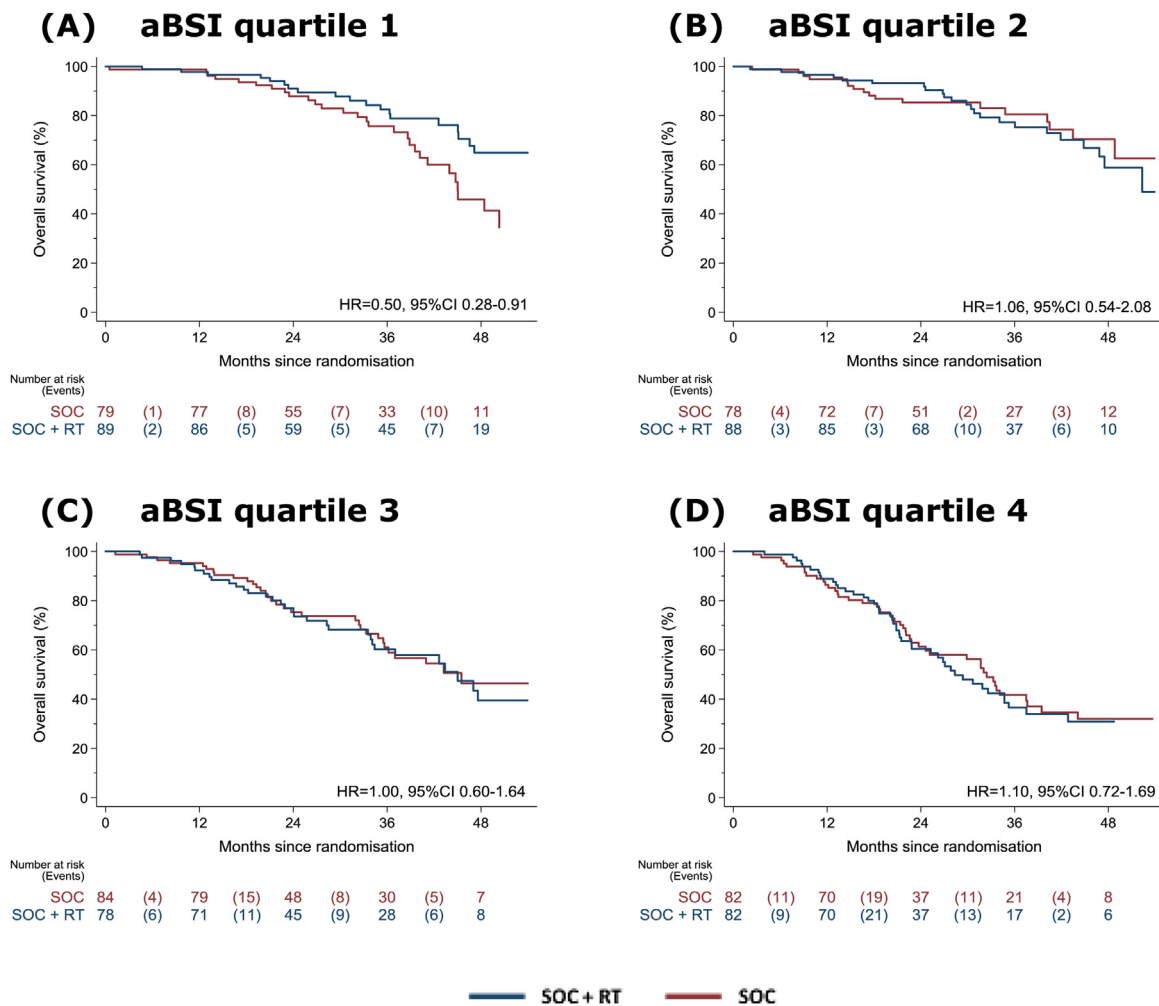 (A) aBSI quartile 1
Overall survival (%)
100
80
60
40
20
0
HR=0.50, 95%CI 0.28-0.91
0 12 24 36 48
Months since randomisation
Number at risk
(Events)
SOC 79 (1) 77 (8) 55 (7) 33 (10) 11
SOC + RT 89 (2) 86 (5) 59 (5) 45 (7) 19
(B) aBSI quartile 2
Overall survival (%)
100
80
60
40
20
0
HR=1.06, 95%CI 0.54-2.08
0 12 24 36 48
Months since randomisation
Number at risk
(Events)
SOC 78 (4) 72 (7) 51 (2) 27 (3) 12
SOC + RT 88 (3) 85 (3) 68 (10) 37 (6) 10
(C) aBSI quartile 3
Overall survival (%)
100
80
60
40
20
0
HR=1.00, 95%CI 0.60-1.64
0 12 24 36 48
Months since randomisation
Number at risk
(Events)
SOC 84 (4) 79 (15) 48 (8) 30 (5) 7
SOC + RT 78 (6) 71 (11) 45 (9) 28 (6) 8
(D) aBSI quartile 4
Overall survival (%)
100
80
60
40
20
0
HR=1.10, 95%CI 0.72-1.69
0 12 24 36 48
Months since randomisation
Number at risk
(Events)
SOC 82 (11) 70 (19) 37 (11) 21 (4) 8
SOC + RT 82 (9) 70 (21) 37 (13) 17 (2) 6
SOC + RT SOC